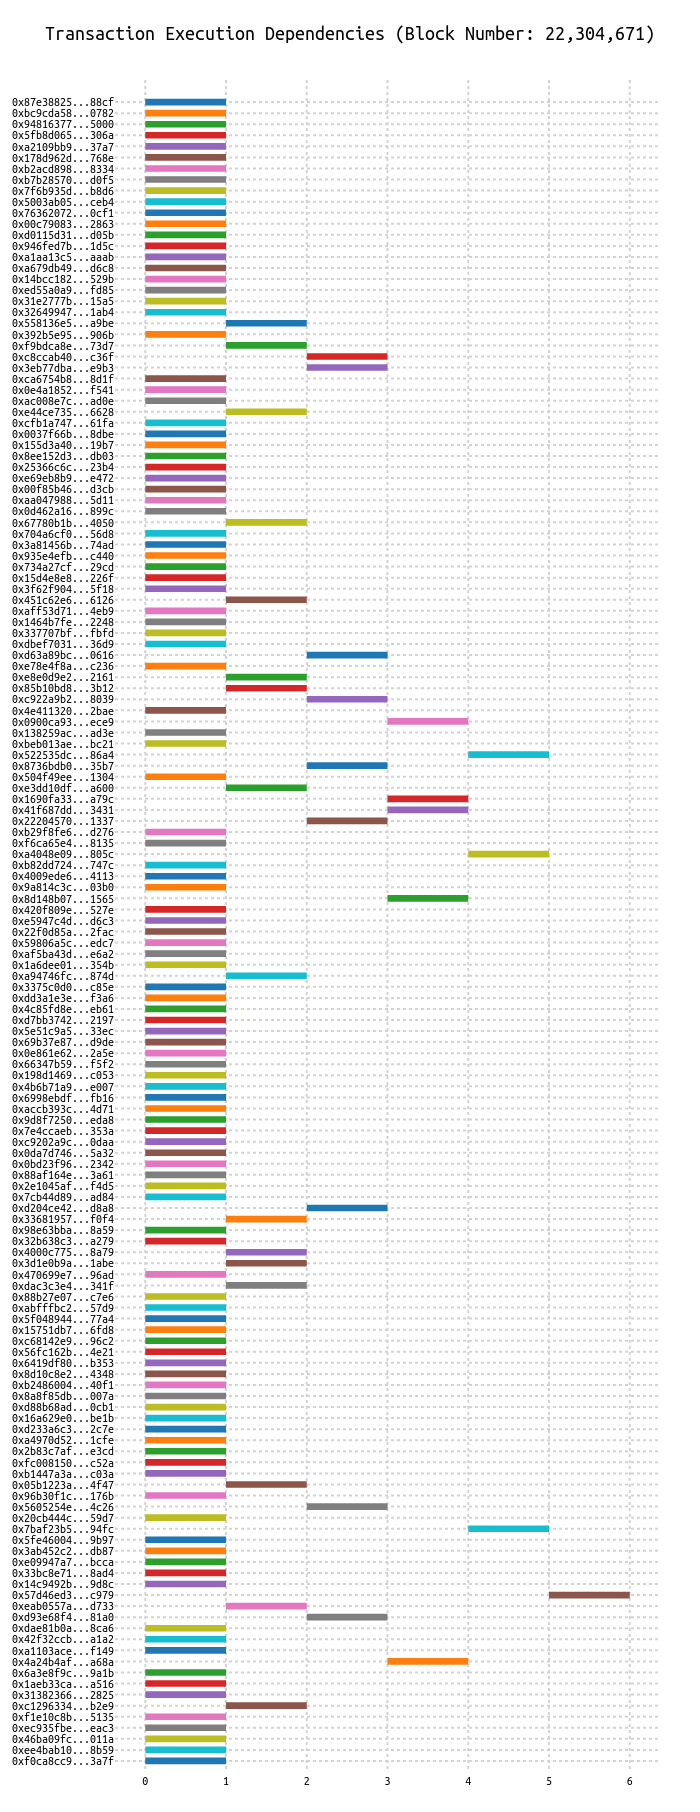 Transaction Execution Dependencies (Block Number: 22,304,671)
0x87e38825...88cf
0xbc9cda58...0782
0x94816377...5000
0x5fb8d065...306a
0xa2109bb9...37a7
0x178d962d...768e
0xb2acd898...8334
0xb7b28570...d0f5
0x7f6b935d...b8d6
0x5003ab05...ceb4
0x76362072...0cf1
0x00c79083...2863
0xd0115d31...d05b
0x946fed7b...1d5c
0xa1aa13c5...aaab
0xa679db49...d6c8
0x14bcc182...529b
0xed55a0a9...fd85
0x31e2777b...15a5
0x32649947...1ab4
0x558136e5...a9be
0x392b5e95...906b
0xf9bdca8e...73d7
0xc8ccab40...c36f
0x3eb77dba...e9b3
0xca6754b8...8d1f
0x0e4a1852...f541
0xac008e7c...ad0e
0xe44ce735...6628
0xcfb1a747...61fa
0x0037f66b...8dbe
0x155d3a40...19b7
0x8ee152d3...db03
0x25366c6c...23b4
0xe69eb8b9...e472
0x00f85b46...d3cb
0xaa047988...5d11
0x0d462a16...899c
0x67780b1b...4050
0x704a6cf0...56d8
0x3a81456b...74ad
0x935e4efb...c440
0x734a27cf...29cd
0x15d4e8e8...226f
0x3f62f904...5f18
0x451c62e6...6126
0xaff53d71...4eb9
0x1464b7fe...2248
0x337707bf...fbfd
0xdbef7031...36d9
0xd63a89bc...0616
0xe78e4f8a...c236
0xe8e0d9e2...2161
0x85b10bd8...3b12
0xc922a9b2...8039
0x4e411320...2bae
0x0900ca93...ece9
0x138259ac...ad3e
0xbeb013ae...bc21
0x522535dc...86a4
0x8736bdb0...35b7
0x504f49ee...1304
0xe3dd10df...a600
0x1690fa33...a79c
0x41f687dd...3431
0x22204570...1337
0xb29f8fe6...d276
0xf6ca65e4...8135
0xa4048e09...805c
0xb82dd724...747c
0x4009ede6...4113
0x9a814c3c...03b0
0x8d148b07...1565
0x420f809e...527e
0xe5947c4d...d6c3
0x22f0d85a...2fac
0x59806a5c...edc7
0xaf5ba43d...e6a2
0x1a6dee01...354b
0xa94746fc...874d
0x3375c0d0...c85e
0xdd3a1e3e...f3a6
0x4c85fd8e...eb61
0xd7bb3742...2197
0x5e51c9a5...33ec
0x69b37e87...d9de
0x0e861e62...2a5e
0x66347b59...f5f2
0x198d1469...c053
0x4b6b71a9...e007
0x6998ebdf...fb16
0xaccb393c...4d71
0x9d8f7250...eda8
0x7e4ccaeb...353a
0xc9202a9c...0daa
0x0da7d746...5a32
0x0bd23f96...2342
0x88af164e...3a61
0x2e1045af...f4d5
0x7cb44d89...ad84
0xd204ce42...d8a8
0x33681957...f0f4
0x98e63bba...8a59
0x32b638c3...a279
0x4000c775...8a79
0x3d1e0b9a...1abe
0x470699e7...96ad
0xdac3c3e4...341f
0x88b27e07...c7e6
0xabfffbc2...57d9
0x5f048944...77a4
0x15751db7...6fd8
0xc68142e9...96c2
0x56fc162b...4e21
0x6419df80...b353
0x8d10c8e2...4348
0xb2486004...40f1
0x8a8f85db...007a
0xd88b68ad...0cb1
0x16a629e0...be1b
0xd233a6c3...2c7e
0xa4970d52...1cfe
0x2b83c7af...e3cd
0xfc008150...c52a
0xb1447a3a...c03a
0x05b1223a...4f47
0x96b30f1c...176b
0x5605254e...4c26
0x20cb444c...59d7
0x7baf23b5...94fc
0x5fe46004...9b97
0x3ab452c2...db87
0xe09947a7...bcca
0x33bc8e71...8ad4
0x14c9492b...9d8c
0x57d46ed3...c979
0xeab0557a...d733
0xd93e68f4...81a0
0xdae81b0a...8ca6
0x42f32ccb...a1a2
0xa1103ace...f149
0x4a24b4af...a68a
0x6a3e8f9c...9a1b
0x1aeb33ca...a516
0x31382366...2825
0xc1296334...b2e9
0xf1e10c8b...5135
0xec935fbe...eac3
0x46ba09fc...011a
0xee4bab10...8b59
0xf0ca8cc9...3a7f
0 1 2 3 4 5 6